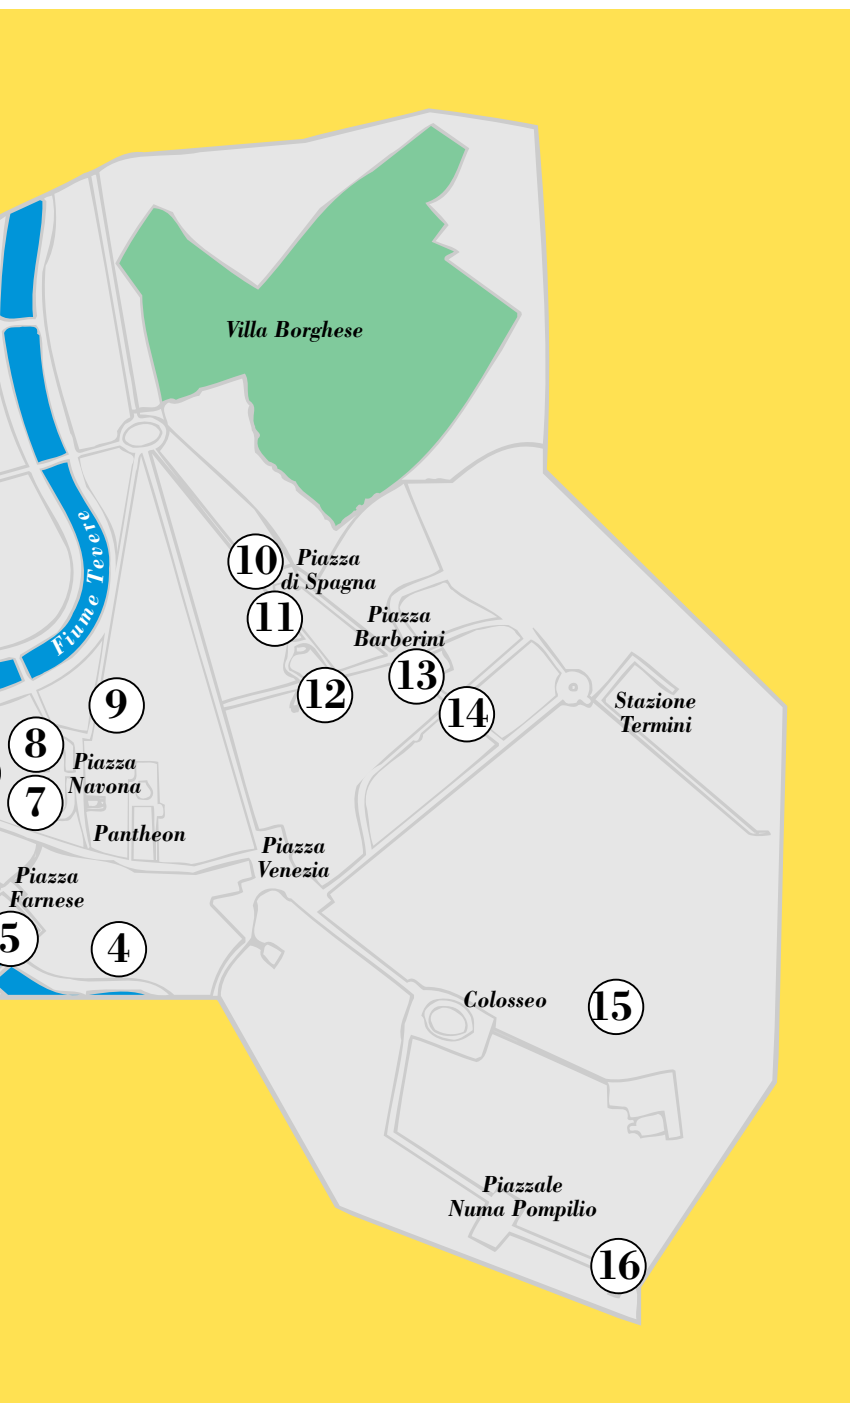 Villa Borghese
Fiume Tevere
10
Piazza
di Spagna
11
Piazza
Barberini
13
12
14
Stazione
Termini
9
8
Piazza
Navona
7
Pantheon
Piazza
Venezia
Piazza
Farnese
5
4
Colosseo
15
Piazzale
Numa Pompilio
16